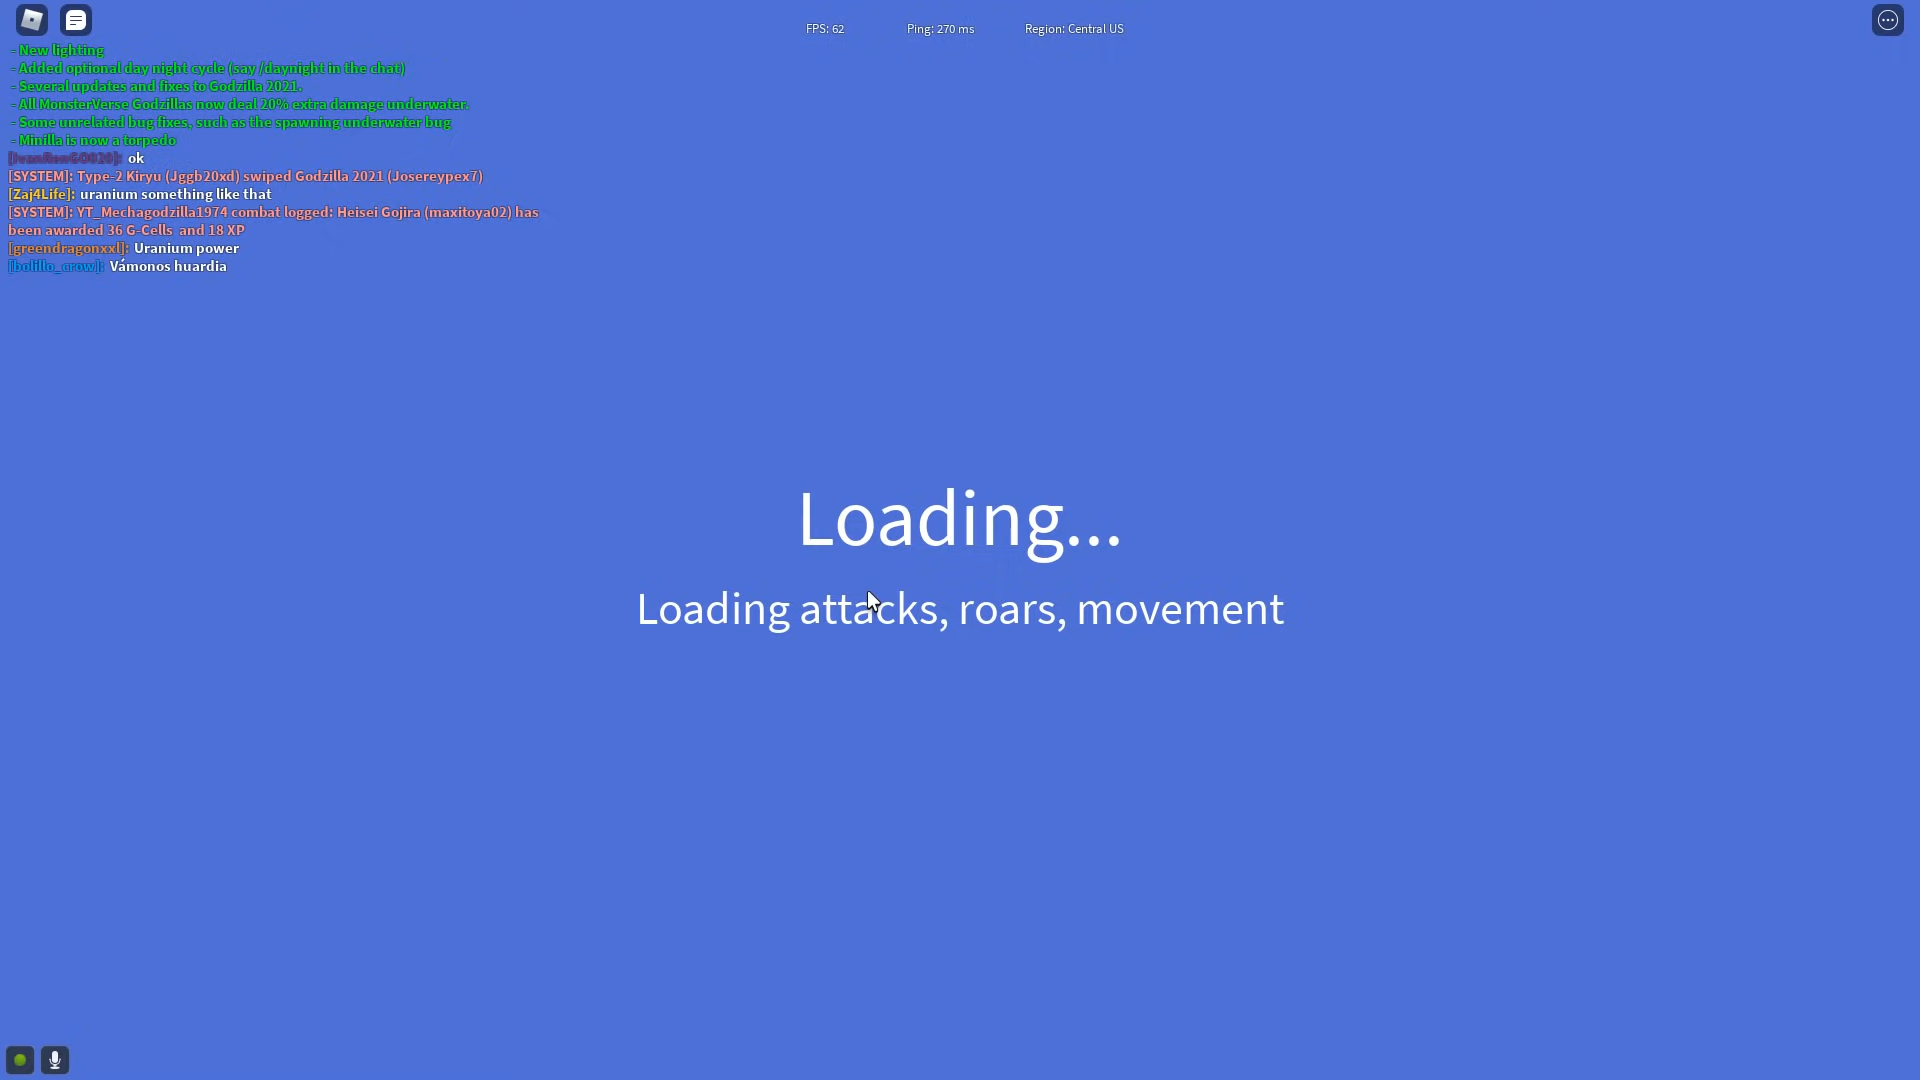 FPS: 62 Ping: 270 ms Region: Central US
- New lighting
- Added optional day night cycle (say /daynight in the chat)
- Several updates and fixes to Godzilla 2021.
- All MonsterVerse Godzillas now deal 20% extra damage underwater.
- Some unrelated bug fixes, such as the spawning underwater bug
- Minilla is now a torpedo
[IvanRenGO020]: ok
[SYSTEM]: Type-2 Kiryu (Jggb20xd) swiped Godzilla 2021 (Josereypex7)
[Zaj4Life]: uranium something like that
[SYSTEM]: YT_Mechagodzilla1974 combat logged: Heisei Gojira (maxitoya02) has
been awarded 36 G-Cells and 18 XP
[greendragonxxl]: Uranium power
[bolillo_crow]: Vámonos huardia
Loading...
Loading attacks, roars, movement